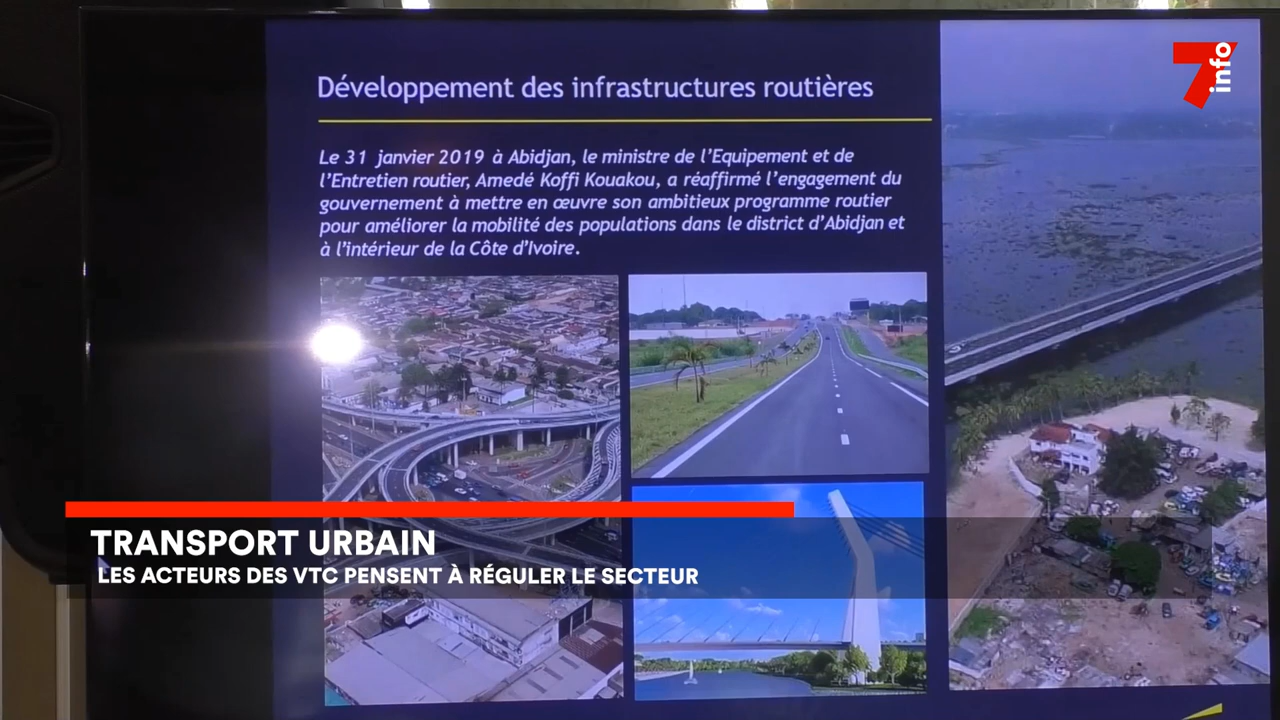 Développement des infrastructures routières
7info
Le 31 janvier 2019 à Abidjan, le ministre de l'Equipement et de
l'Entretien routier, Amedé Koffi Kouakou, a réaffirmé l'engagement du
gouvernement à mettre en œuvre son ambitieux programme routier
pour améliorer la mobilité des populations dans le district d'Abidjan et
à l'intérieur de la Côte d'Ivoire.
TRANSPORT URBAIN
LES ACTEURS DES VTC PENSENT À RÉGULER LE SECTEUR